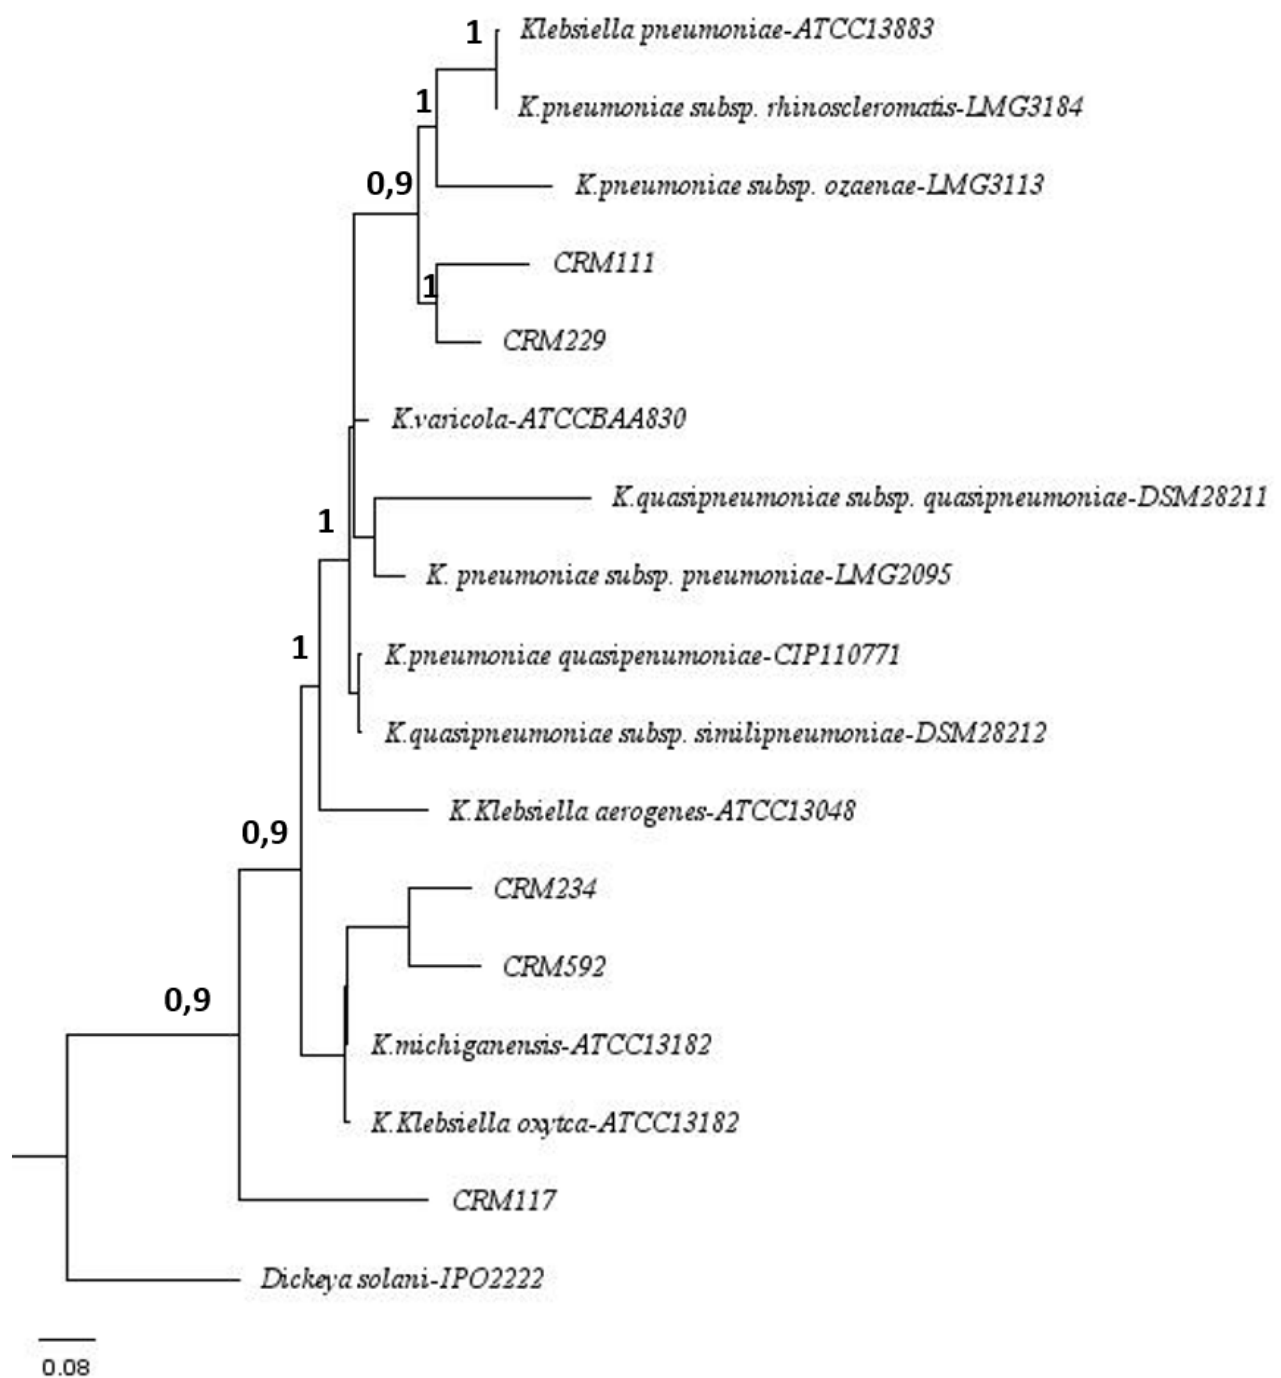 1
Klebsiella pneumoniae-ATCC13883
1
K.pneumoniae subsp. rhinoscleromatis-LMG3184
0,9
K.pneumoniae subsp. ozaenae-LMG3113
CRM111
1
CRM229
K.varicola-ATCCBAA830
K.quasipneumoniae subsp. quasipneumoniae-DSM28211
1
K. pneumoniae subsp. pneumoniae-LMG2095
1
K.pneumoniae quasipenumoniae-CIP110771
K.quasipneumoniae subsp. similipneumoniae-DSM28212
K.Klebsiella aerogenes-ATCC13048
0,9
CRM234
CRM592
0,9
K.michiganensis-ATCC13182
K.Klebsiella oxytca-ATCC13182
CRM117
Dickeya solani-IPO2222
0.08